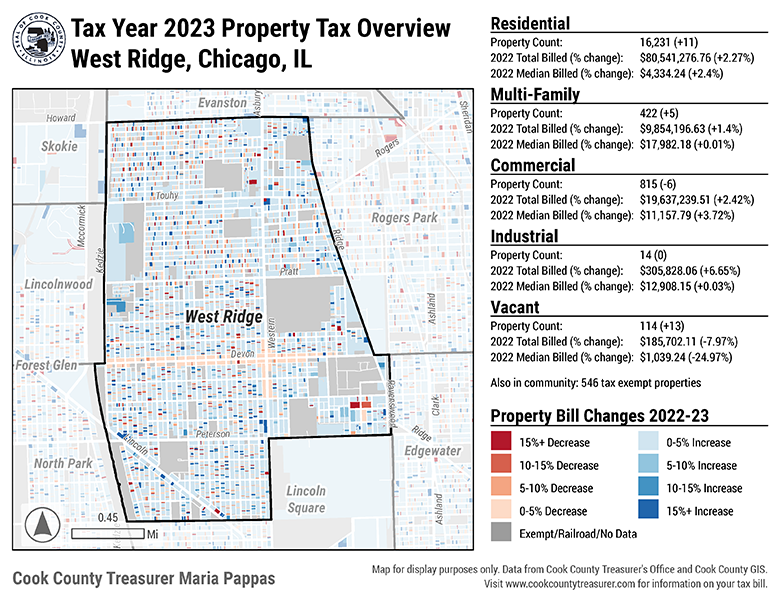 Tax Year 2023 Property Tax Overview
West Ridge, Chicago, IL
Evanston
Asbury
Sheridan
Howard
Skokie
Rogers
Touhy
Mccormick
Rogers Park
Kedzie
Ridge
Pratt
Lincolnwood
Ashland
West Ridge
Western
Devon
Forest Glen
Ravenswood
Clark
Lincoln
Peterson
Ridge
Edgewater
North Park
Lincoln
Square
Ashland
0.45
Mi
Cook County Treasurer Maria Pappas
Residential
Property Count: 16,231 (+11)
2022 Total Billed (% change): $80,541,276.76 (+2.27%)
2022 Median Billed (% change): $4,334.24 (+2.4%)
Multi-Family
Property Count: 422 (+5)
2022 Total Billed (% change): $9,854,196.63 (+1.4%)
2022 Median Billed (% change): $17,982.18 (+0.01%)
Commercial
Property Count: 815 (-6)
2022 Total Billed (% change): $19,637,239.51 (+2.42%)
2022 Median Billed (% change): $11,157.79 (+3.72%)
Industrial
Property Count: 14 (0)
2022 Total Billed (% change): $305,828.06 (+6.65%)
2022 Median Billed (% change): $12,908.15 (+0.03%)
Vacant
Property Count: 114 (+13)
2022 Total Billed (% change): $185,702.11 (-7.97%)
2022 Median Billed (% change): $1,039.24 (-24.97%)
Also in community: 546 tax exempt properties
Property Bill Changes 2022-23
15%+ Decrease
10-15% Decrease
5-10% Decrease
0-5% Decrease
Exempt/Railroad/No Data
0-5% Increase
5-10% Increase
10-15% Increase
15%+ Increase
Map for display purposes only. Data from Cook County Treasurer's Office and Cook County GIS.
Visit www.cookcountytreasurer.com for information on your tax bill.